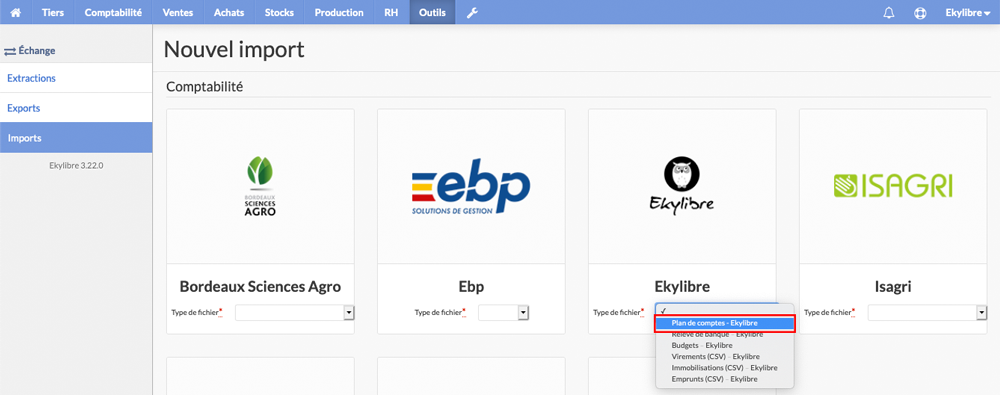 Tiers Comptabilité Ventes Achats Stocks Production RH Outils Ekylibre
Échange
Extractions
Exports
Imports
Ekylibre 3.22.0
Nouvel import
Comptabilité
BORDEAUX
SCIENCES
AGRO
ebp
SOLUTIONS DE GESTION
Ekylibre
ISAGRI
Bordeaux Sciences Agro
Ebp
Ekylibre
Isagri
Type de fichier*
Type de fichier*
Type de fichier*
Type de fichier*
Plan de comptes - Ekylibre
Relevé de banque - Ekylibre
Budgets - Ekylibre
Virements (CSV) - Ekylibre
Immobilisations (CSV) - Ekylibre
Emprunts (CSV) - Ekylibre